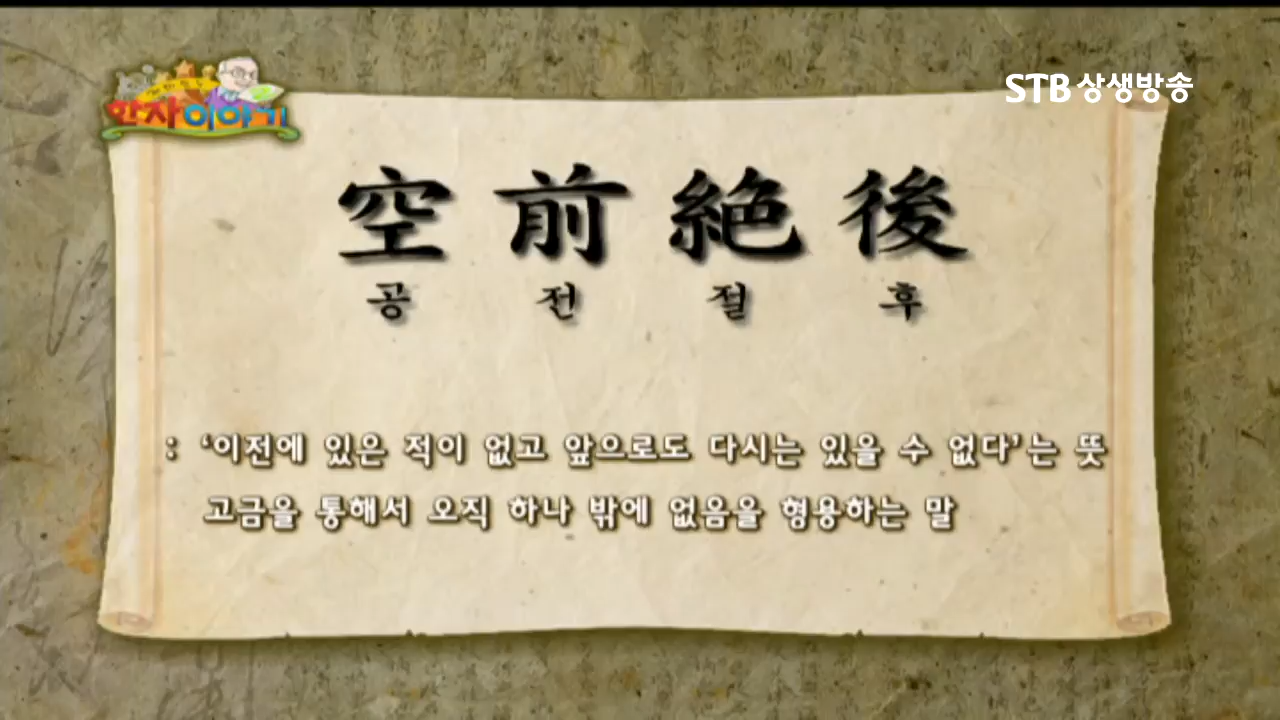 STB 상생방송
한자이야기
空前絶後
공전절후
: ‘이전에 있은 적이 없고 앞으로도 다시는 있을 수 없다’는 뜻
고금을 통해서 오직 하나 밖에 없음을 형용하는 말